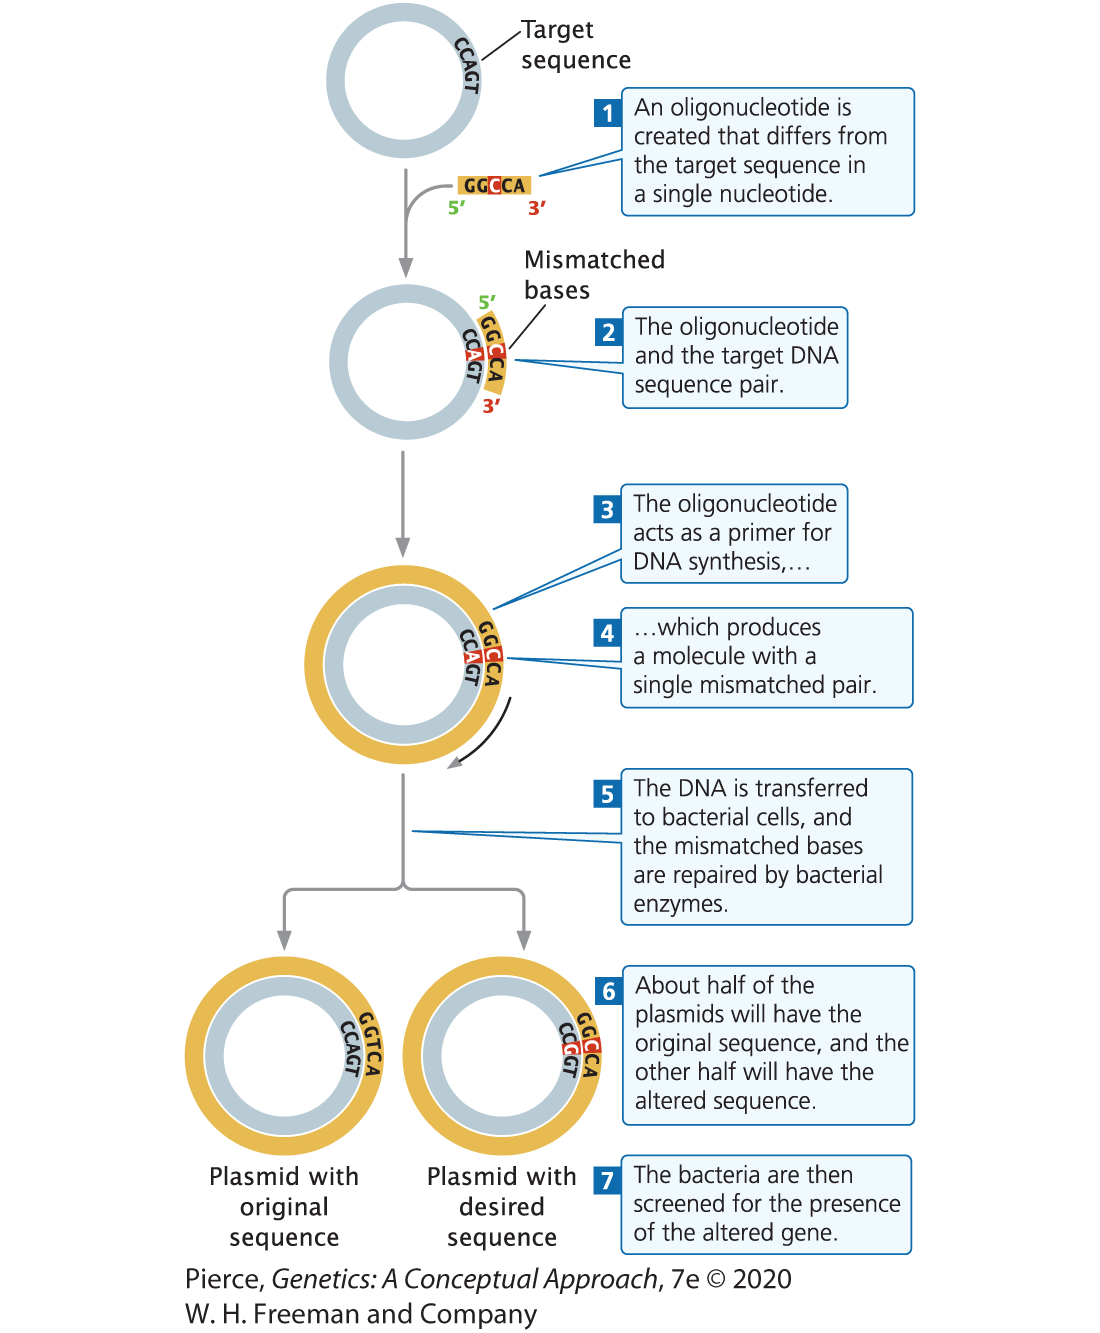 CCAGT
Target
sequence
1
An oligonucleotide is
created that differs from
the target sequence in
a single nucleotide.
GGCCA
5′
3′
Mismatched
bases
5′
GGCCA
CCAGT
3′
2
The oligonucleotide
and the target DNA
sequence pair.
3
The oligonucleotide
acts as a primer for
DNA synthesis,...
GGCCA
CCAGT
4
...which produces
a molecule with a
single mismatched pair.
5
The DNA is transferred
to bacterial cells, and
the mismatched bases
are repaired by bacterial
enzymes.
GGTCA
CCAGT
GGCCA
CCGGT
6
About half of the
plasmids will have the
original sequence, and the
other half will have the
altered sequence.
Plasmid with
original
sequence
Plasmid with
desired
sequence
7
The bacteria are then
screened for the presence
of the altered gene.
Pierce, Genetics: A Conceptual Approach, 7e © 2020
W. H. Freeman and Company